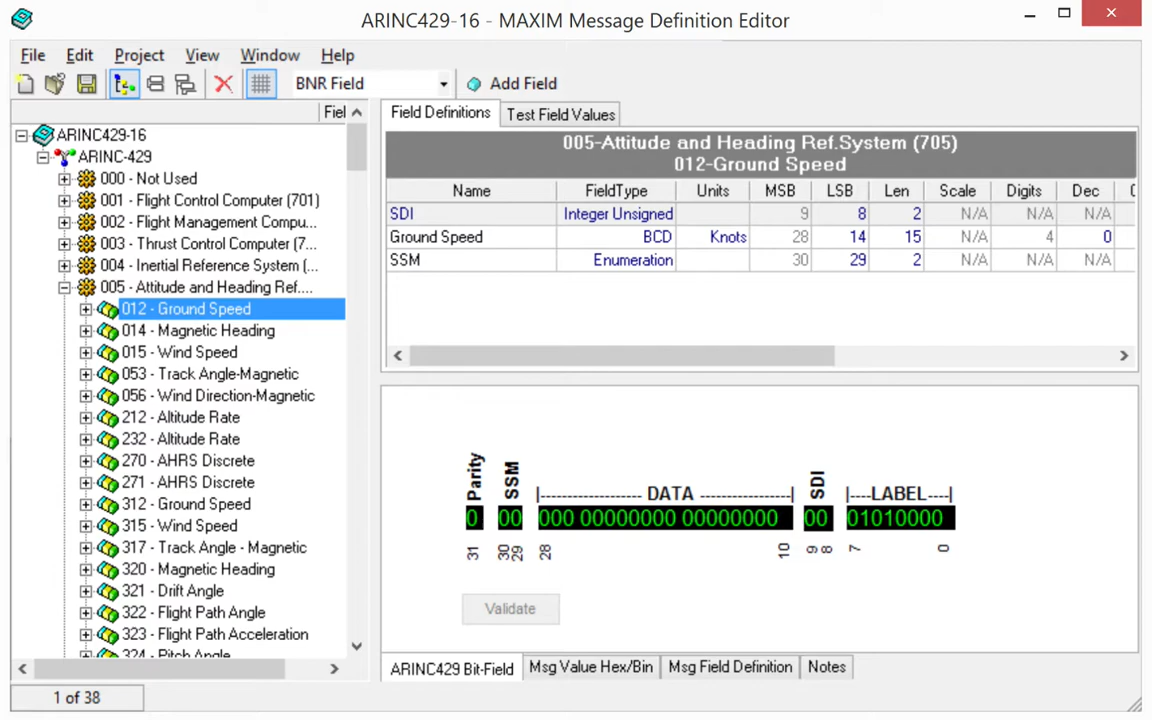 ARINC429-16 - MAXIM Message Definition Editor
File Edit Project View Window Help
BNR Field Add Field
Fiel
ARINC429-16
ARINC-429
000 - Not Used
001 - Flight Control Computer (701)
002 - Flight Management Compu...
003 - Thrust Control Computer (7...
004 - Inertial Reference System (...
005 - Attitude and Heading Ref....
012 - Ground Speed
014 - Magnetic Heading
015 - Wind Speed
053 - Track Angle-Magnetic
056 - Wind Direction-Magnetic
212 - Altitude Rate
232 - Altitude Rate
270 - AHRS Discrete
271 - AHRS Discrete
312 - Ground Speed
315 - Wind Speed
317 - Track Angle - Magnetic
320 - Magnetic Heading
321 - Drift Angle
322 - Flight Path Angle
323 - Flight Path Acceleration
324 - Pitch Angle
1 of 38
Field Definitions Test Field Values
005-Attitude and Heading Ref.System (705)
012-Ground Speed
Name FieldType Units MSB LSB Len Scale Digits Dec
SDI Integer Unsigned 9 8 2 N/A N/A N/A
Ground Speed BCD Knots 28 14 15 N/A 4 0
SSM Enumeration 30 29 2 N/A N/A N/A
Parity SSM |------------------- DATA -----------------| SDI |----LABEL----|
0 00 000 00000000 00000000 00 01010000
31 30 29 28 10 9 8 7 0
Validate
ARINC429 Bit-Field Msg Value Hex/Bin Msg Field Definition Notes